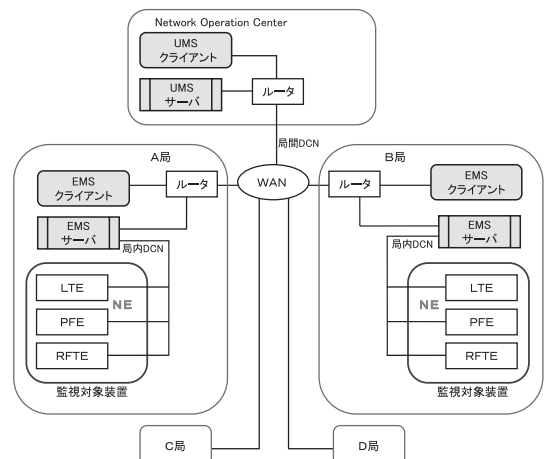 Network Operation Center
UMS
クライアント
UMS
サーバ
ルータ
局間DCN
A局
EMS
クライアント
ルータ
EMS
サーバ
局内DCN
LTE
NE
PFE
RFTE
監視対象装置
WAN
B局
ルータ
EMS
クライアント
EMS
サーバ
局内DCN
LTE
NE
PFE
RFTE
監視対象装置
C局
D局